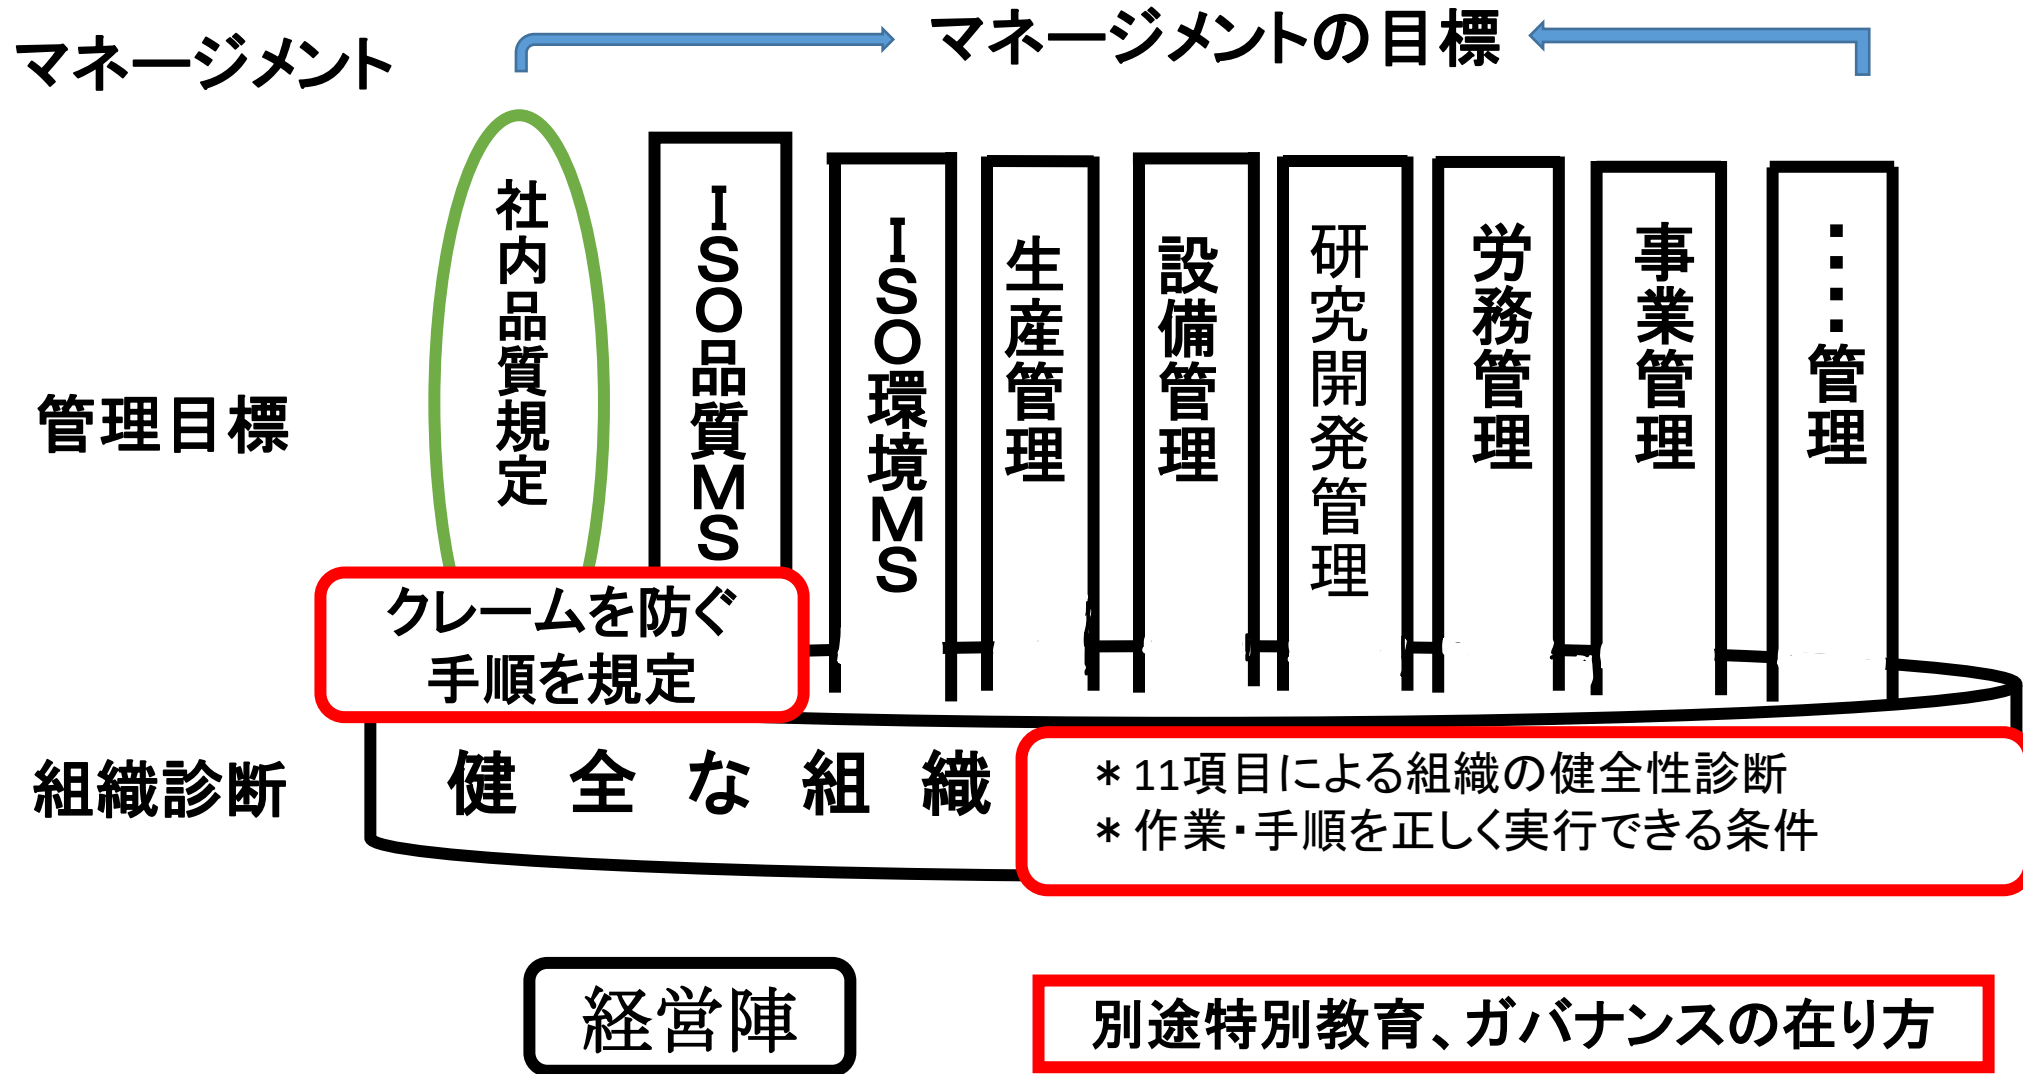 マネージメントの目標
マネージメント
社内品質規定
ISO品質MS
ISO環境MS
生産管理
設備管理
研究開発管理
労務管理
事業管理
････管理
管理目標
クレームを防ぐ
手順を規定
組織診断
健全な組織
＊11項目による組織の健全性診断
＊作業・手順を正しく実行できる条件
経営陣
別途特別教育、ガバナンスの在り方